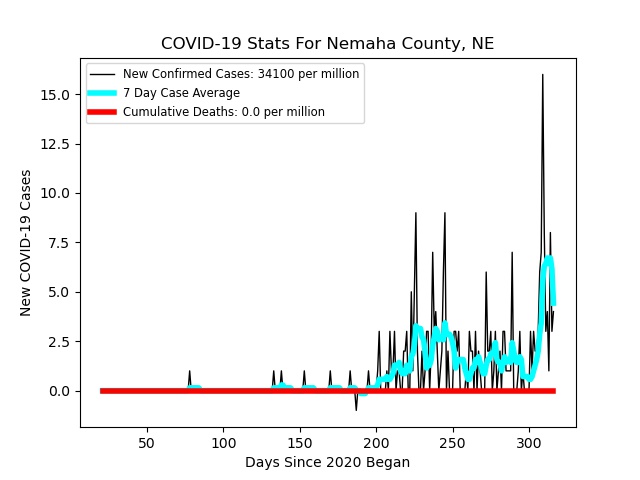 COVID-19 Stats For Nemaha County, NE
New Confirmed Cases: 34100 per million
7 Day Case Average
Cumulative Deaths: 0.0 per million
New COVID-19 Cases
15.0
12.5
10.0
7.5
5.0
2.5
0.0
50 100 150 200 250 300
Days Since 2020 Began